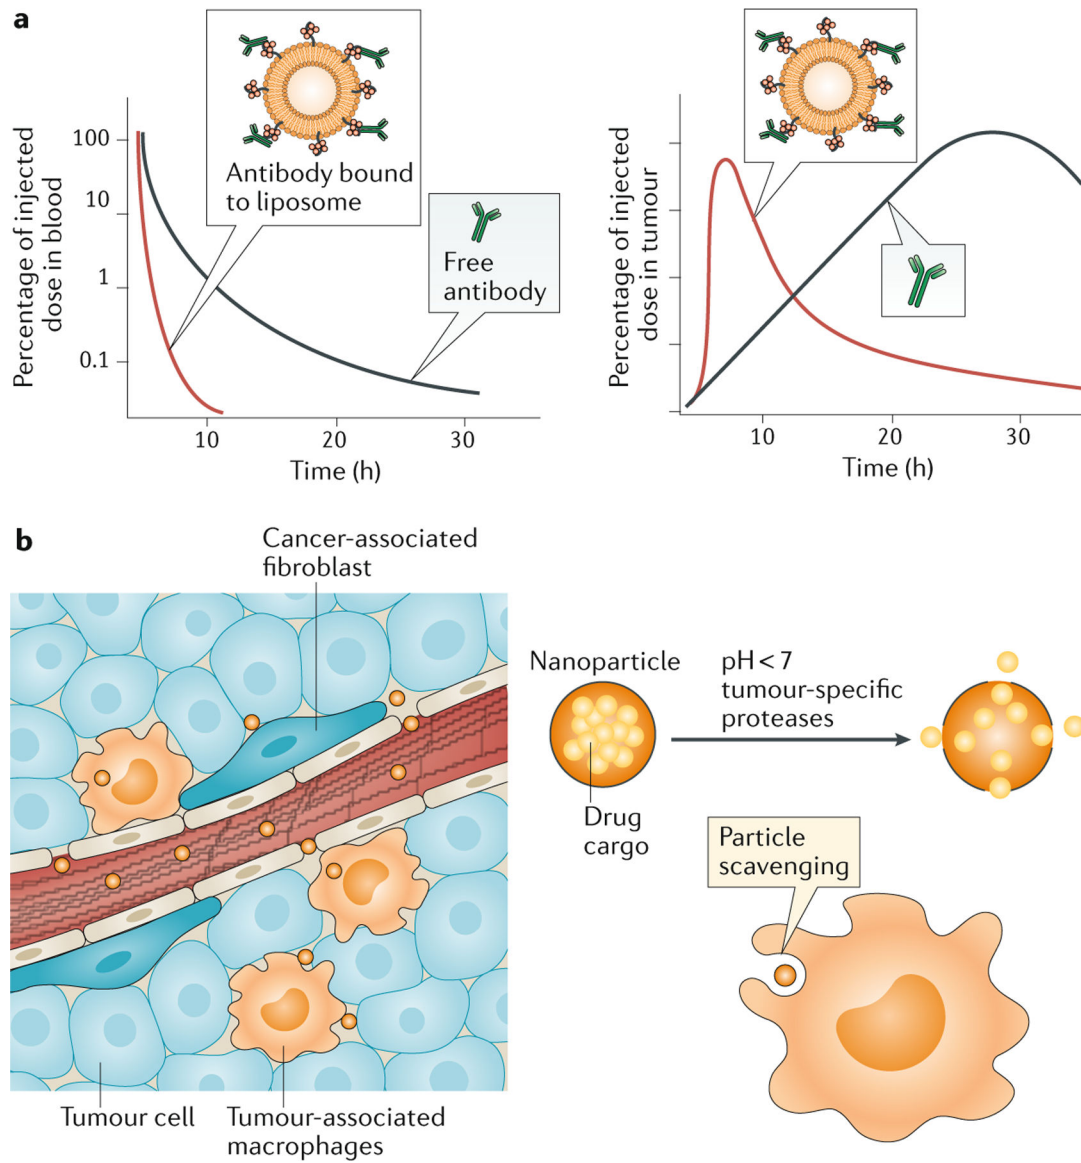 a
Percentage of injected
dose in blood
100
10
1
0.1
10
20
30
Time (h)
Antibody bound
to liposome
Free
antibody
Percentage of injected
dose in tumour
10
20
30
Time (h)
b
Cancer-associated
fibroblast
Tumour cell
Tumour-associated
macrophages
Nanoparticle
Drug
cargo
pH < 7
tumour-specific
proteases
Particle
scavenging